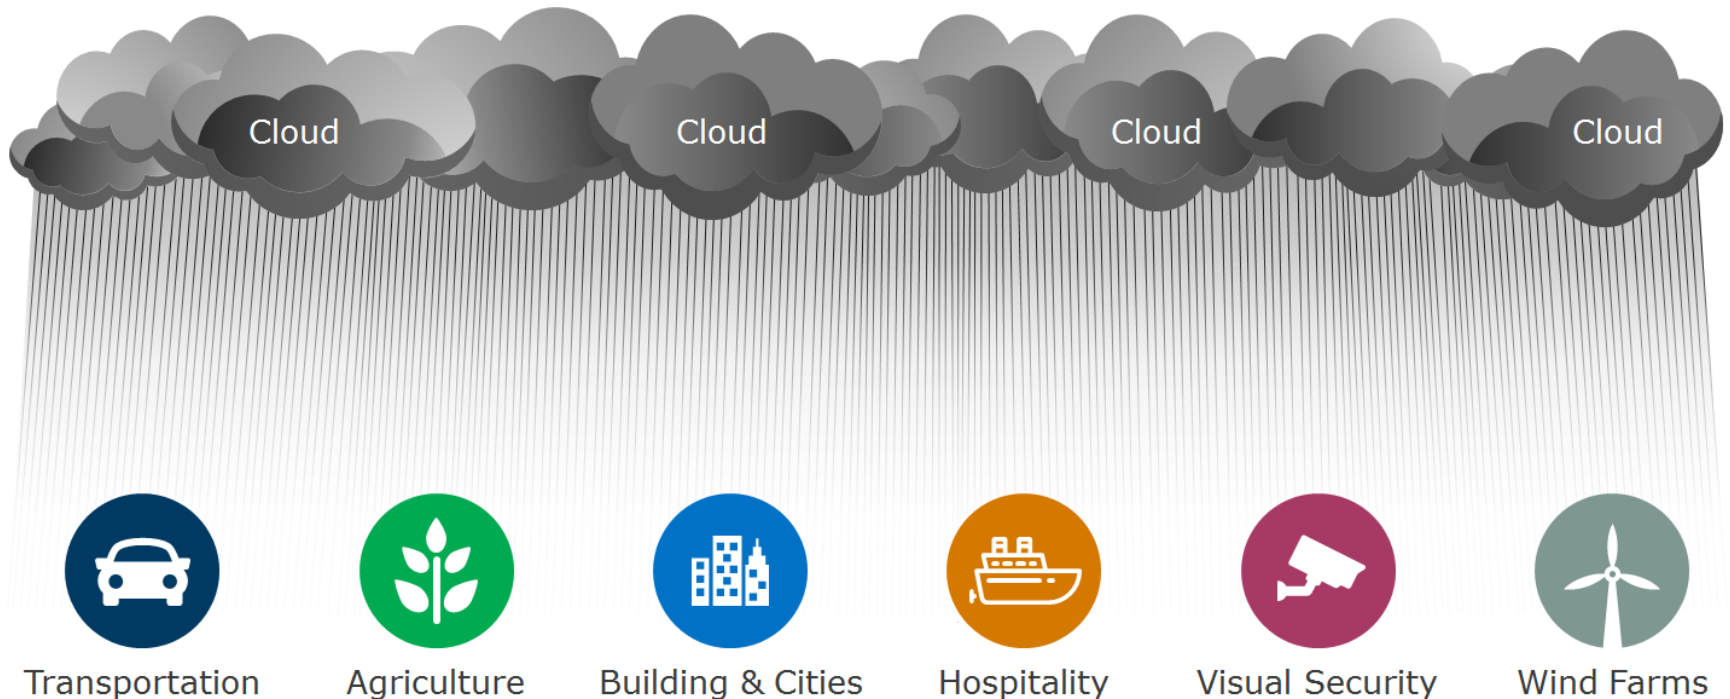 Cloud
Cloud
Cloud
Cloud
Transportation
Agriculture
Building & Cities
Hospitality
Visual Security
Wind Farms